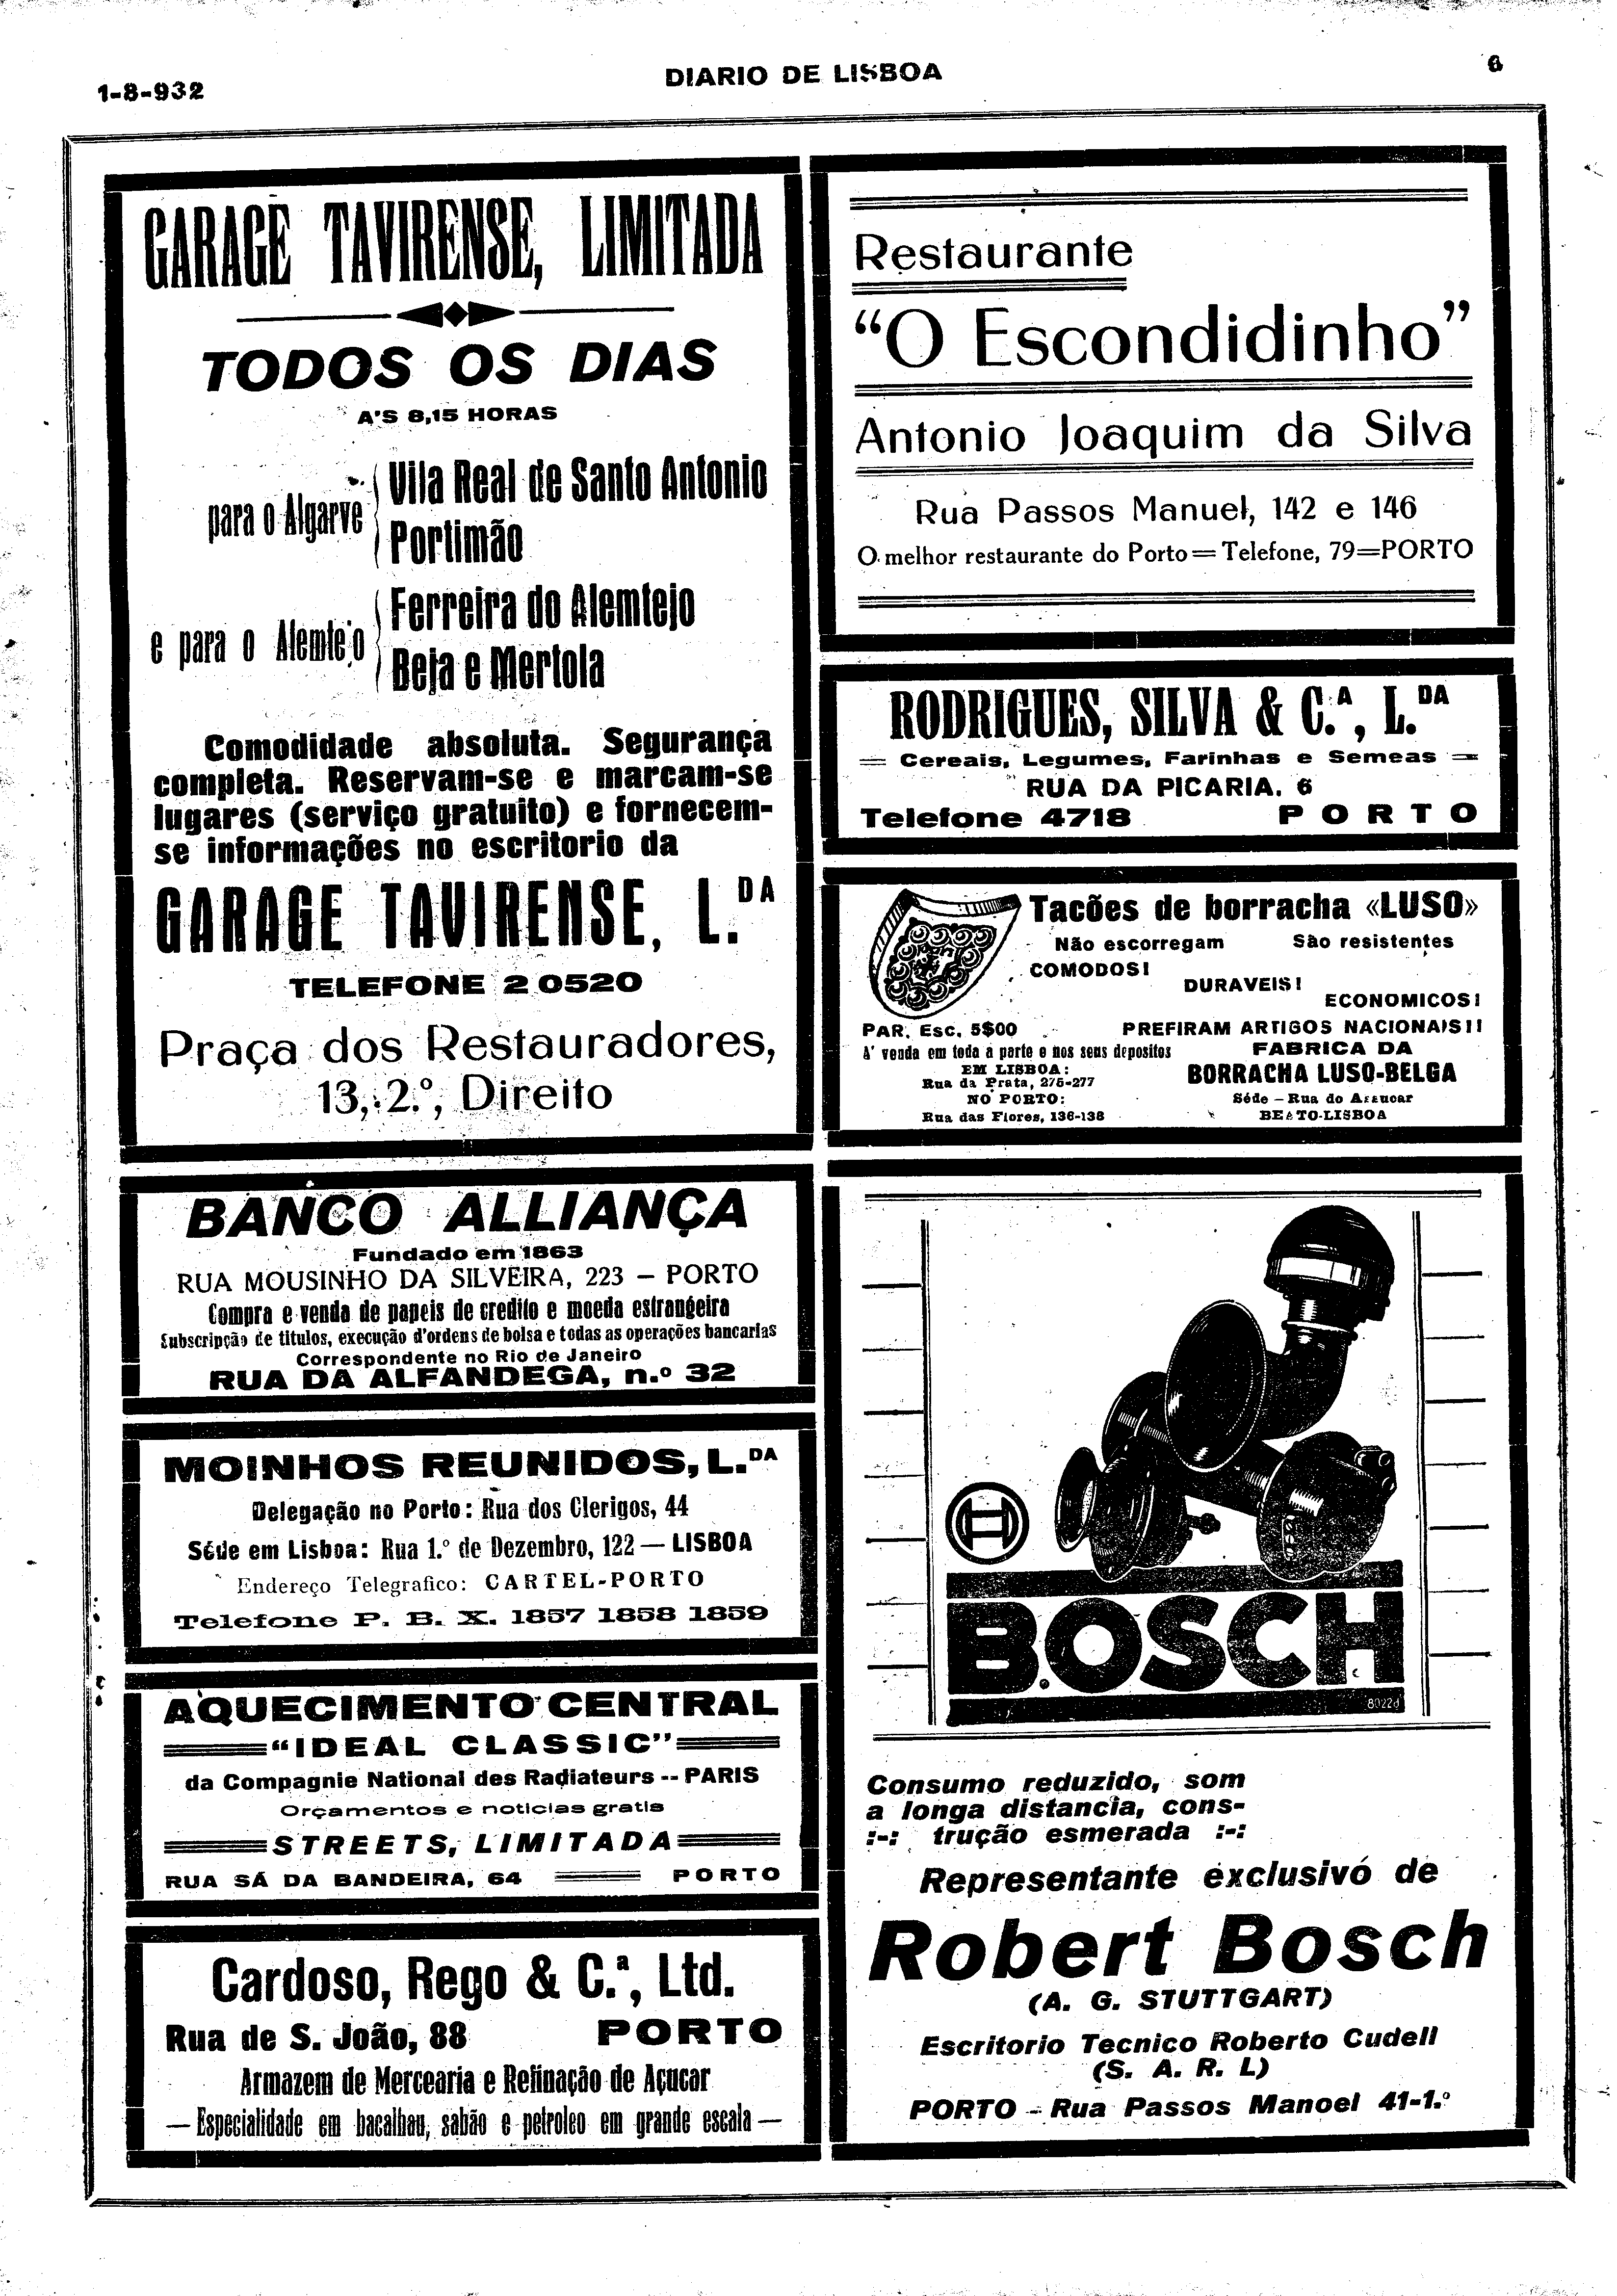 1-8-932
DIARIO DE LISBOA
6
GARAGE TAVIRENSE, LIMITADA
TODOS OS DIAS
A'S 8,15 HORAS
para o Algarve
Vila Real de Santo Antonio
Portimão
e para o Alemtejo
Ferreira do Alemtejo
Beja e Mertola
Comodidade absoluta. Segurança
completa. Reservam-se e marcam-se
lugares (serviço gratuito) e fornecem-
se informações no escritorio da
GARAGE TAVIRENSE, L.DA
TELEFONE 2 0520
Praça dos Restauradores,
13, 2.º, Direito
BANCO ALLIANÇA
Fundado em 1863
RUA MOUSINHO DA SILVEIRA, 223 — PORTO
Compra e venda de papeis de credito e moeda estrangeira
Subscripção de titulos, execução d'ordens de bolsa e todas as operações bancarias
Correspondente no Rio de Janeiro
RUA DA ALFANDEGA, n.º 32
MOINHOS REUNIDOS, L.DA
Delegação no Porto: Rua dos Clerigos, 44
Séde em Lisboa: Rua 1.º de Dezembro, 122 — LISBOA
Endereço Telegrafico: CARTEL-PORTO
Telefone P. B. X. 1857 1858 1859
AQUECIMENTO CENTRAL
"IDEAL CLASSIC"
da Compagnie National des Radiateurs -- PARIS
Orçamentos e noticias gratis
STREETS, LIMITADA
RUA SÁ DA BANDEIRA, 64 PORTO
Cardoso, Rego & C.ª, Ltd.
Rua de S. João, 88 PORTO
Armazem de Mercearia e Refinação de Açucar
— Especialidade em bacalhau, sabão e petroleo em grande escala —
Restaurante
"O Escondidinho"
Antonio Joaquim da Silva
Rua Passos Manuel, 142 e 146
O melhor restaurante do Porto = Telefone, 79 = PORTO
RODRIGUES, SILVA & C.A, L.DA
= Cereais, Legumes, Farinhas e Semeas =
RUA DA PICARIA, 6
Telefone 4718 PORTO
Tacões de borracha «LUSO»
Não escorregam São resistentes
COMODOS!
DURAVEIS!
ECONOMICOS!
PAR. Esc. 5$00
PREFIRAM ARTIGOS NACIONAIS!!
A' venda em toda a parte e nos seus depositos
EM LISBOA:
Rua da Prata, 275-277
NO PORTO:
Rua das Flores, 136-138
FABRICA DA
BORRACHA LUSO-BELGA
Séde — Rua do Assucar
BEATO-LISBOA
BOSCH
8022d
Consumo reduzido, som
a longa distancia, cons-
:-: trução esmerada :-:
Representante exclusivo de
Robert Bosch
(A. G. STUTTGART)
Escritorio Tecnico Roberto Cudell
(S. A. R. L)
PORTO - Rua Passos Manoel 41-1.º